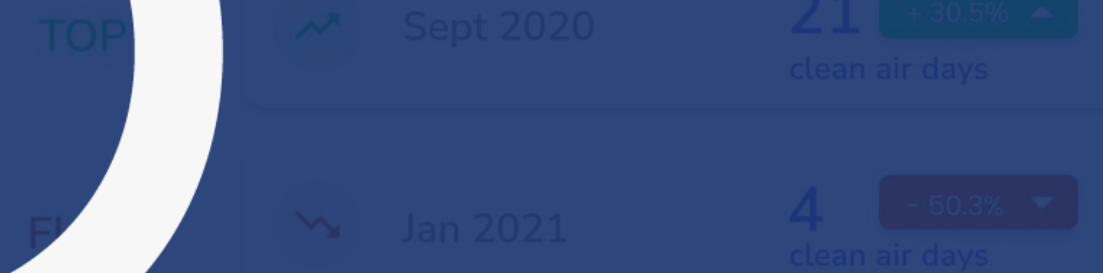 TOP
Sept 2020
21
+ 30.5%
clean air days
Jan 2021
4
- 50.3%
clean air days